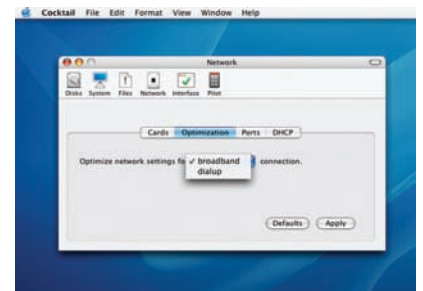 Cocktail File Edit Format View Window Help
Network
Disks System Files Network Interface Pilot
Cards Optimization Ports DHCP
Optimize network settings fo ✓ broadband connection.
dialup
Defaults Apply